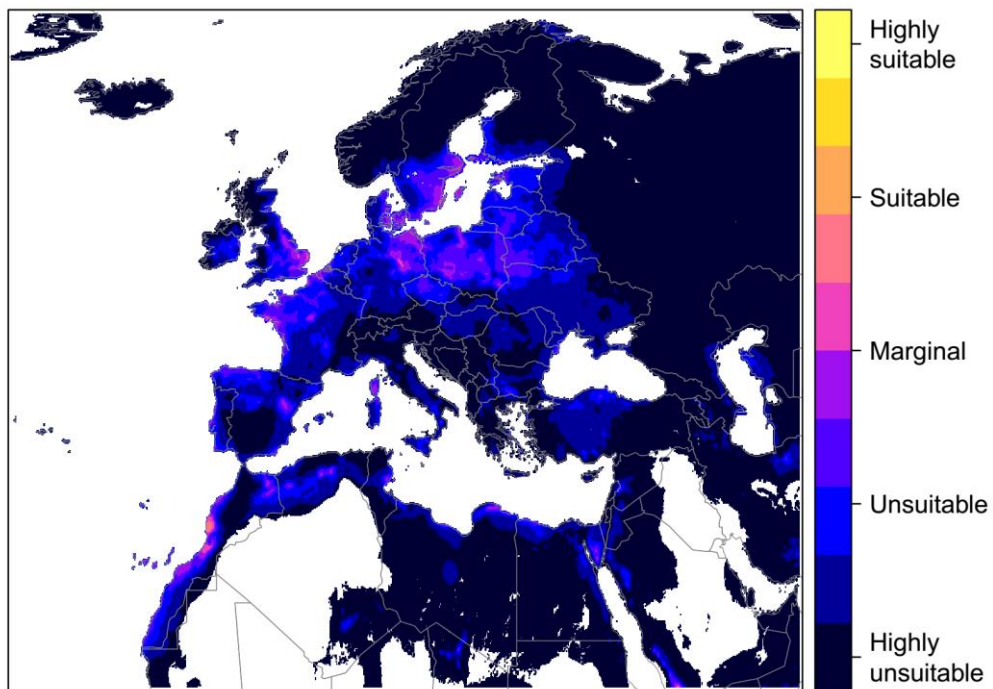 Highly
suitable
Suitable
Marginal
Unsuitable
Highly
unsuitable